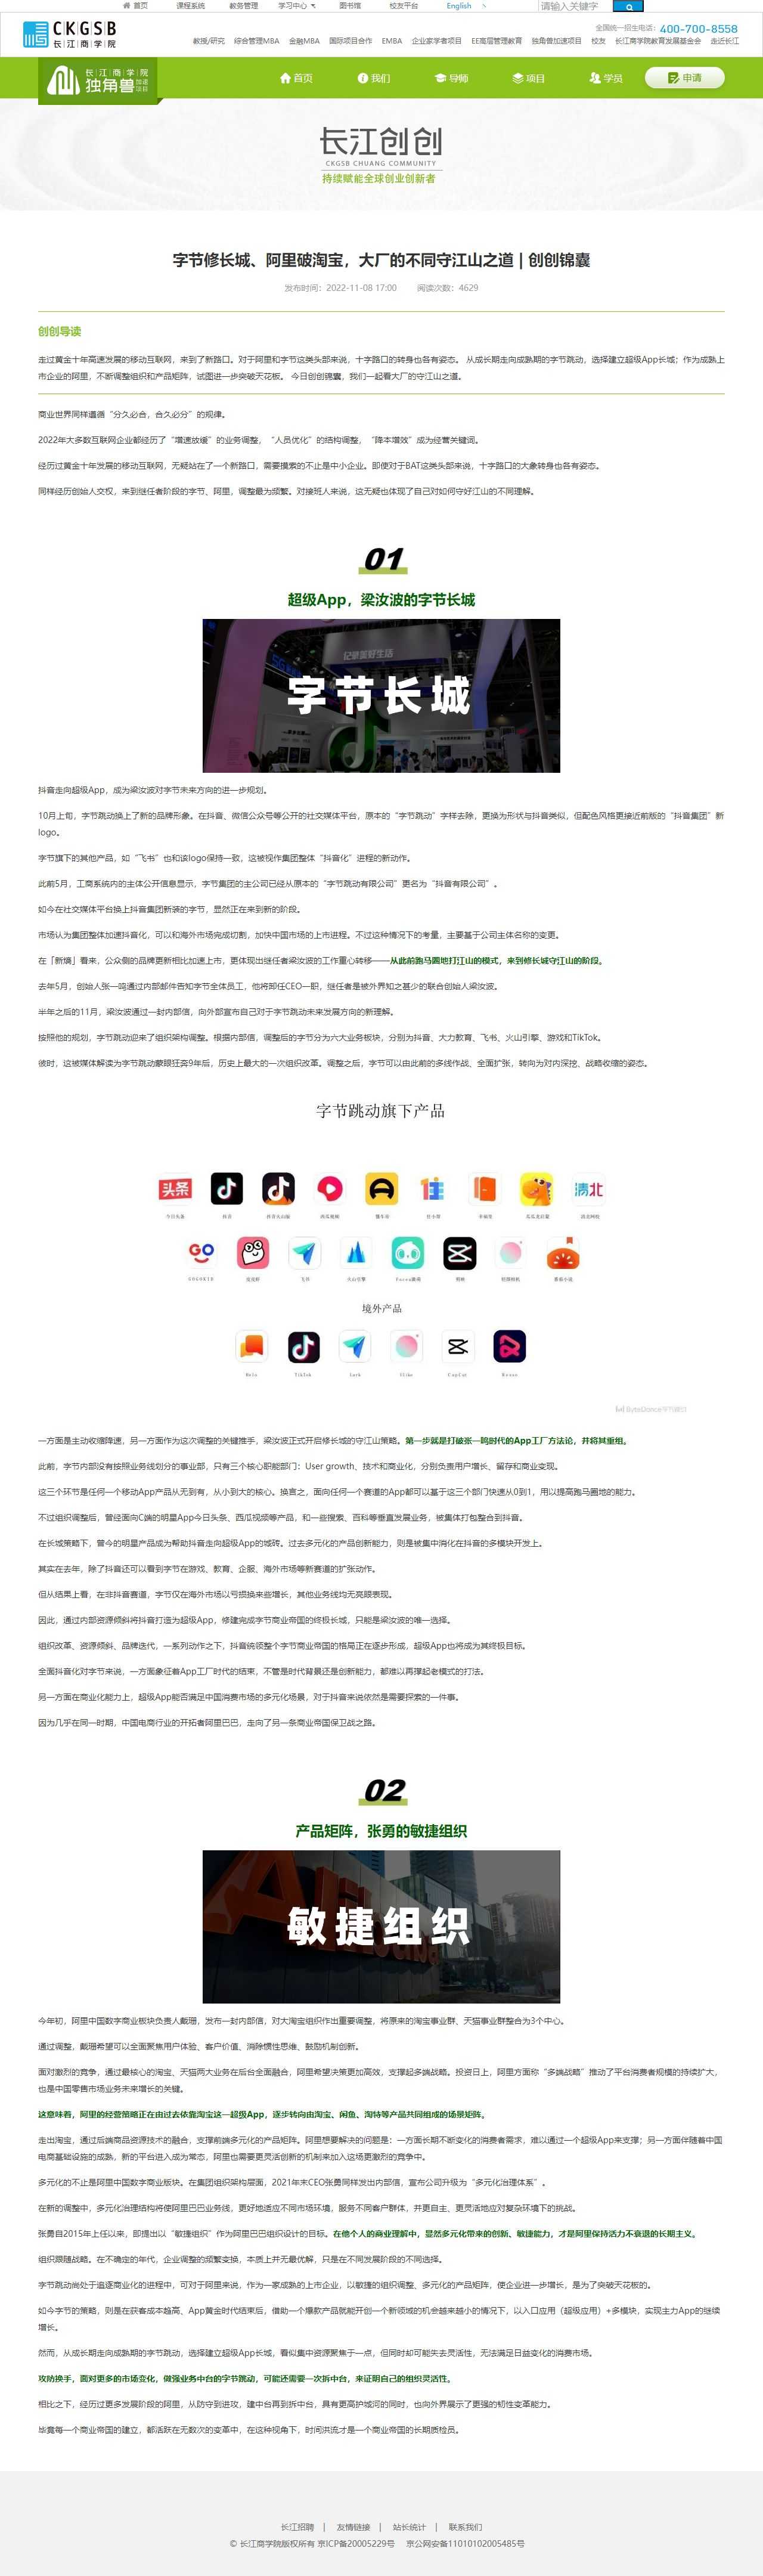 首页 课程系统 教务管理 学习中心 图书馆 校友平台 English 请输入关键字
CKGSB
长江商学院
全国统一招生电话：400-700-8558
教授/研究 综合管理MBA 金融MBA 国际项目合作 EMBA 企业家学者项目 EE高层管理教育 独角兽加速项目 校友 长江商学院教育发展基金会 走近长江
长江商学院
独角兽 加速项目
首页 我们 导师 项目 学员 申请
长江创创
CKGSB CHUANG COMMUNITY
持续赋能全球创业创新者
字节修长城、阿里破淘宝，大厂的不同守江山之道 | 创创锦囊
发布时间：2022-11-08 17:00 阅读次数：4629
创创导读
走过黄金十年高速发展的移动互联网，来到了新路口。对于阿里和字节这类头部来说，十字路口的转身也各有姿态。 从成长期走向成熟期的字节跳动，选择建立超级App长城；作为成熟上
市企业的阿里，不断调整组织和产品矩阵，试图进一步突破天花板。 今日创创锦囊，我们一起看大厂的守江山之道。
商业世界同样遵循“分久必合，合久必分”的规律。
2022年大多数互联网企业都经历了“增速放缓”的业务调整，“人员优化”的结构调整，“降本增效”成为经营关键词。
经历过黄金十年发展的移动互联网，无疑站在了一个新路口，需要摸索的不止是中小企业。即使对于BAT这类头部来说，十字路口的大象转身也各有姿态。
同样经历创始人交权，来到继任者阶段的字节、阿里，调整最为频繁。对接班人来说，这无疑也体现了自己对如何守好江山的不同理解。
01
超级App，梁汝波的字节长城
字节长城
抖音走向超级App，成为梁汝波对字节未来方向的进一步规划。
10月上旬，字节跳动换上了新的品牌形象。在抖音、微信公众号等公开的社交媒体平台，原本的“字节跳动”字样去除，更换为形状与抖音类似，但配色风格更接近前版的“抖音集团”新
logo。
字节旗下的其他产品，如“飞书”也和该logo保持一致，这被视作集团整体“抖音化”进程的新动作。
此前5月，工商系统内的主体公开信息显示，字节集团的主公司已经从原本的“字节跳动有限公司”更名为“抖音有限公司”。
如今在社交媒体平台换上抖音集团新装的字节，显然正在来到新的阶段。
市场认为集团整体加速抖音化，可以和海外市场完成切割，加快中国市场的上市进程。不过这种情况下的考量，主要基于公司主体名称的变更。
在「新熵」看来，公众侧的品牌更新相比加速上市，更体现出继任者梁汝波的工作重心转移——从此前跑马圈地打江山的模式，来到修长城守江山的阶段。
去年5月，创始人张一鸣通过内部邮件告知字节全体员工，他将卸任CEO一职，继任者是被外界知之甚少的联合创始人梁汝波。
半年之后的11月，梁汝波通过一封内部信，向外部宣布自己对于字节跳动未来发展方向的新理解。
按照他的规划，字节跳动迎来了组织架构调整。根据内部信，调整后的字节分为六大业务板块，分别为抖音、大力教育、飞书、火山引擎、游戏和TikTok。
彼时，这被媒体解读为字节跳动蒙眼狂奔9年后，历史上最大的一次组织改革。调整之后，字节可以由此前的多线作战、全面扩张，转向为对内深挖、战略收缩的姿态。
字节跳动旗下产品
今日头条 抖音
飞书 火山引擎
境外产品
Helo TikTok Lark Ulike CapCut Resso
ByteDance字节跳动
一方面是主动收缩降速，另一方面作为这次调整的关键推手，梁汝波正式开启修长城的守江山策略。第一步就是打破张一鸣时代的App工厂方法论，并将其重组。
此前，字节内部没有按照业务线划分的事业部，只有三个核心职能部门：User growth、技术和商业化，分别负责用户增长、留存和商业变现。
这三个环节是任何一个移动App产品从无到有，从小到大的核心。换言之，面向任何一个赛道的App都可以基于这三个部门快速从0到1，用以提高跑马圈地的能力。
不过组织调整后，曾经面向C端的明星App今日头条、西瓜视频等产品，和一些搜索、百科等垂直发展业务，被集体打包整合到抖音。
在长城策略下，曾今的明星产品成为帮助抖音走向超级App的城砖。过去多元化的产品创新能力，则是被集中消化在抖音的多模块开发上。
其实在去年，除了抖音还可以看到字节在游戏、教育、企服、海外市场等新赛道的扩张动作。
但从结果上看，在非抖音赛道，字节仅在海外市场以亏损换来些增长，其他业务线均无亮眼表现。
因此，通过内部资源倾斜将抖音打造为超级App，修建完成字节商业帝国的终极长城，只能是梁汝波的唯一选择。
组织改革、资源倾斜、品牌迭代，一系列动作之下，抖音统领整个字节商业帝国的格局正在逐步形成，超级App也将成为其终极目标。
全面抖音化对字节来说，一方面象征着App工厂时代的结束，不管是时代背景还是创新能力，都难以再撑起老模式的打法。
另一方面在商业化能力上，超级App能否满足中国消费市场的多元化场景，对于抖音来说依然是需要探索的一件事。
因为几乎在同一时期，中国电商行业的开拓者阿里巴巴，走向了另一条商业帝国保卫战之路。
02
产品矩阵，张勇的敏捷组织
敏捷组织
今年初，阿里中国数字商业板块负责人戴珊，发布一封内部信，对大淘宝组织作出重要调整，将原来的淘宝事业群、天猫事业群整合为3个中心。
通过调整，戴珊希望可以全面聚焦用户体验、客户价值、消除惯性思维、鼓励机制创新。
面对激烈的竞争，通过最核心的淘宝、天猫两大业务在后台全面融合，阿里希望决策更加高效，支撑起多端战略。投资日上，阿里方面称“多端战略”推动了平台消费者规模的持续扩大，
也是中国零售市场业务未来增长的关键。
这意味着，阿里的经营策略正在由过去依靠淘宝这一超级App，逐步转向由淘宝、闲鱼、淘特等产品共同组成的场景矩阵。
走出淘宝，通过后端商品资源技术的融合，支撑前端多元化的产品矩阵。阿里想要解决的问题是：一方面长期不断变化的消费者需求，难以通过一个超级App来支撑；另一方面伴随着中国
电商基础设施的成熟，新的平台进入成为常态，阿里也需要更灵活创新的机制来加入这场更激烈的竞争中。
多元化的不止是阿里中国数字商业版块。在集团组织架构层面，2021年末CEO张勇同样发出内部信，宣布公司升级为“多元化治理体系”。
在新的调整中，多元化治理结构将使阿里巴巴业务线，更好地适应不同市场环境，服务不同客户群体，并更自主、更灵活地应对复杂环境下的挑战。
张勇自2015年上任以来，即提出以“敏捷组织”作为阿里巴巴组织设计的目标。在他个人的商业理解中，显然多元化带来的创新、敏捷能力，才是阿里保持活力不衰退的长期主义。
组织跟随战略。在不确定的年代，企业调整的频繁变换，本质上并无最优解，只是在不同发展阶段的不同选择。
字节跳动尚处于追逐商业化的进程中，可对于阿里来说，作为一家成熟的上市企业，以敏捷的组织调整、多元化的产品矩阵，使企业进一步增长，是为了突破天花板的。
如今字节的策略，则是在获客成本趋高、App黄金时代结束后，借助一个爆款产品就能开创一个新领域的机会越来越小的情况下，以入口应用（超级应用）+多模块，实现主力App的继续
增长。
然而，从成长期走向成熟期的字节跳动，选择建立超级App长城，看似集中资源聚焦于一点，但同时却可能失去灵活性，无法满足日益变化的消费市场。
攻防换手，面对更多的市场变化，做强业务中台的字节跳动，可能还需要一次拆中台，来证明自己的组织灵活性。
相比之下，经历过更多发展阶段的阿里，从防守到进攻，建中台再到拆中台，具有更高护城河的同时，也向外界展示了更强的韧性变革能力。
毕竟每一个商业帝国的建立，都活跃在无数次的变革中，在这种视角下，时间洪流才是一个商业帝国的长期质检员。
长江招聘 | 友情链接 | 站长统计 | 联系我们
© 长江商学院版权所有 京ICP备20005229号 京公网安备11010102005485号